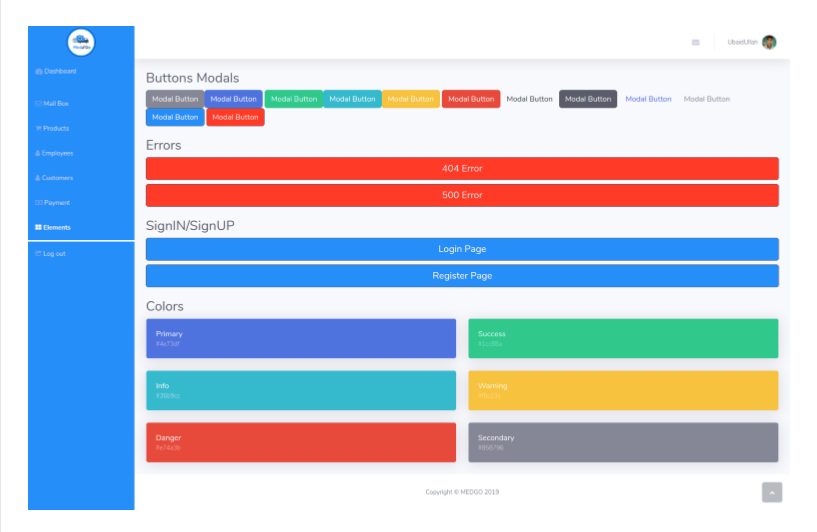 MedGo
UbaidUllah
Dashboard
Mail Box
Products
Employees
Customers
Payment
Elements
Log out
Buttons Modals
Modal Button Modal Button Modal Button Modal Button Modal Button Modal Button Modal Button Modal Button Modal Button Modal Button
Modal Button Modal Button
Errors
404 Error
500 Error
SignIN/SignUP
Login Page
Register Page
Colors
Primary
#4e73df
Success
#1cc88a
Info
#36b9cc
Warning
#f6c23e
Danger
#e74a3b
Secondary
#858796
Copyright © MEDGO 2019